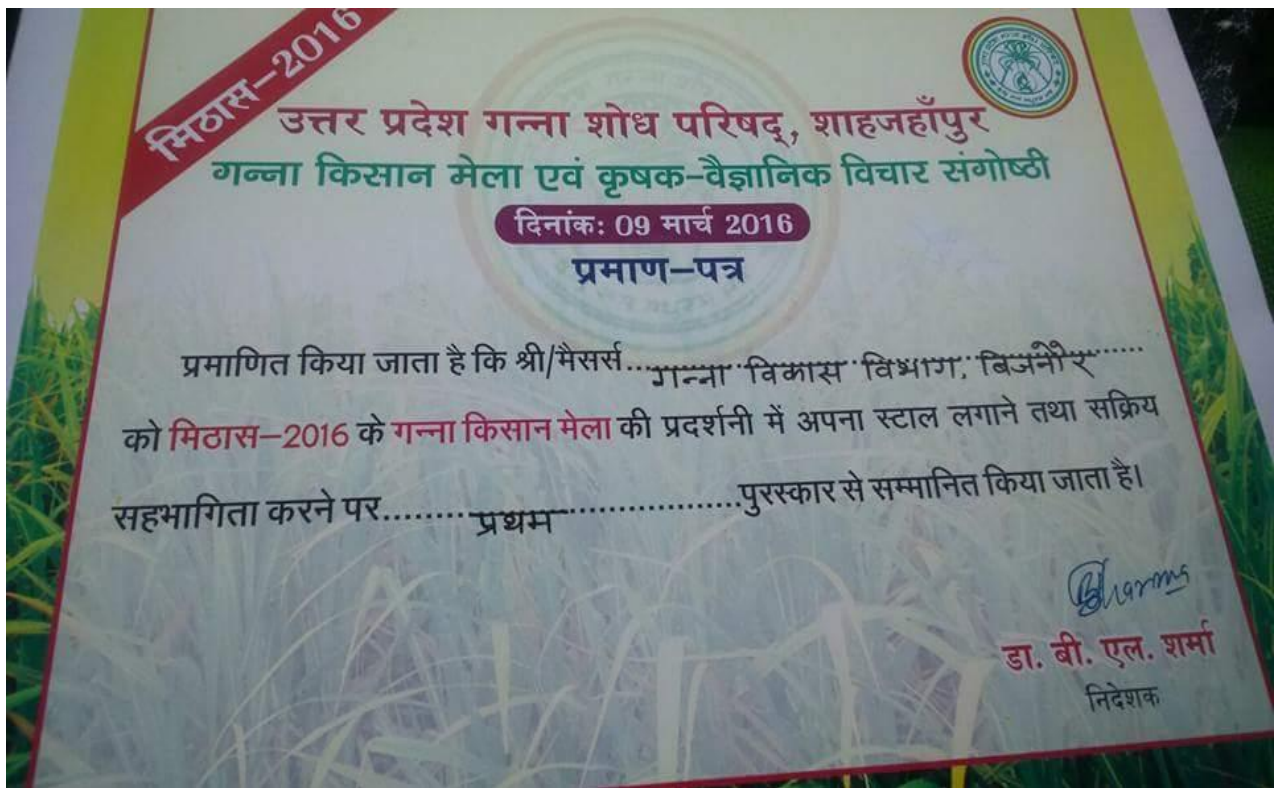 मिठास-2016
उत्तर प्रदेश गन्ना शोध परिषद्, शाहजहाँपुर
गन्ना किसान मेला एवं कृषक-वैज्ञानिक विचार संगोष्ठी
दिनांक: 09 मार्च 2016
प्रमाण-पत्र
प्रमाणित किया जाता है कि श्री/मैसर्स...गन्ना विकास विभाग, बिजनौर...
को मिठास-2016 के गन्ना किसान मेला की प्रदर्शनी में अपना स्टाल लगाने तथा सक्रिय
सहभागिता करने पर........प्रथम..................पुरस्कार से सम्मानित किया जाता है।
डा. बी. एल. शर्मा
निदेशक